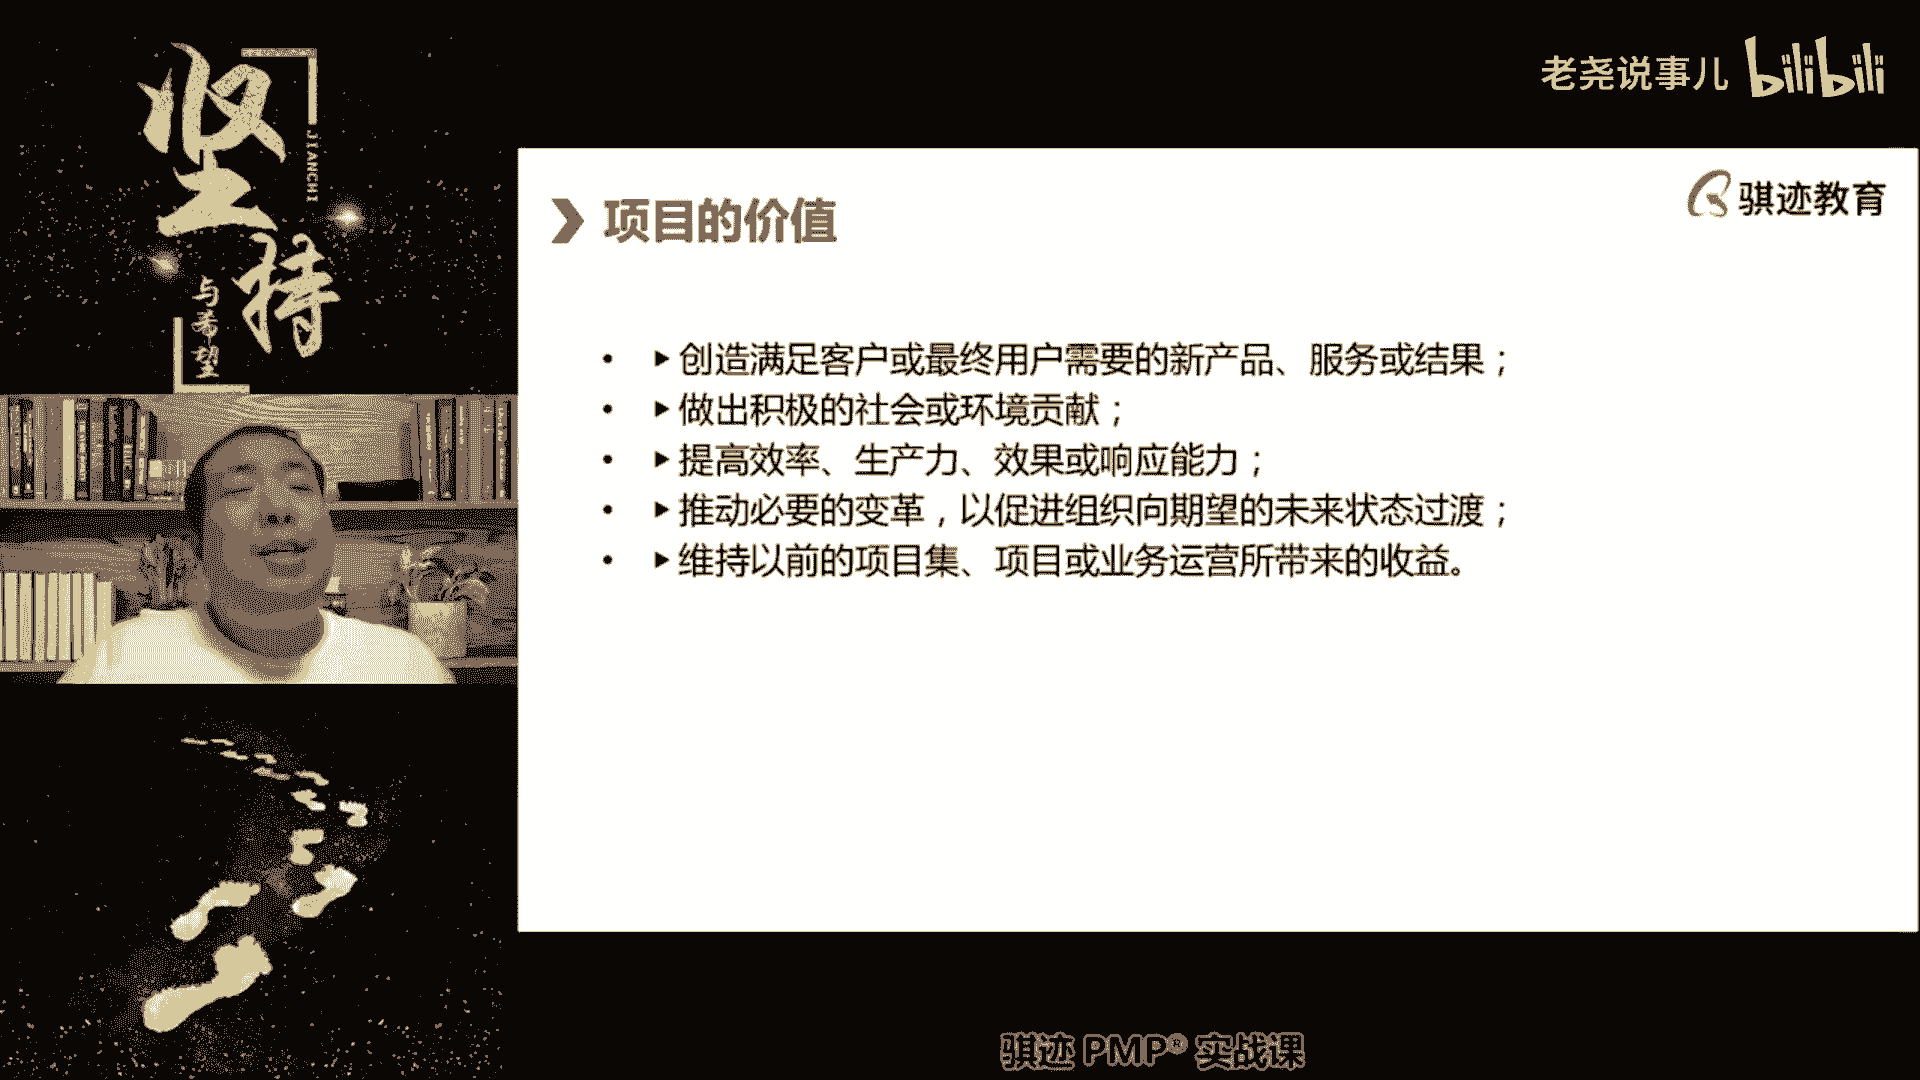 坚持
JIANCHI
与希望
老尧说事儿 bilibili
骐迹教育
项目的价值
• ▶创造满足客户或最终用户需要的新产品、服务或结果；
• ▶做出积极的社会或环境贡献；
• ▶提高效率、生产力、效果或响应能力；
• ▶推动必要的变革，以促进组织向期望的未来状态过渡；
• ▶维持以前的项目集、项目或业务运营所带来的收益。
骐迹 PMP® 实战课